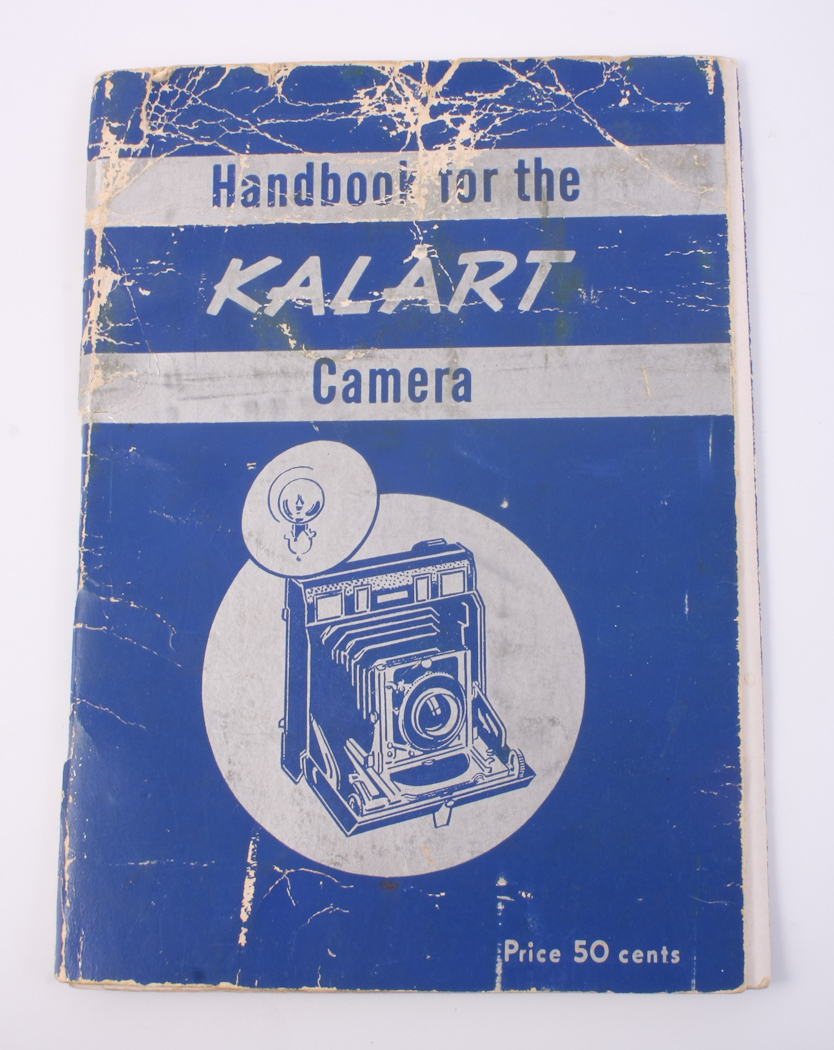 Handbook for the
KALART
Camera
Price 50 cents